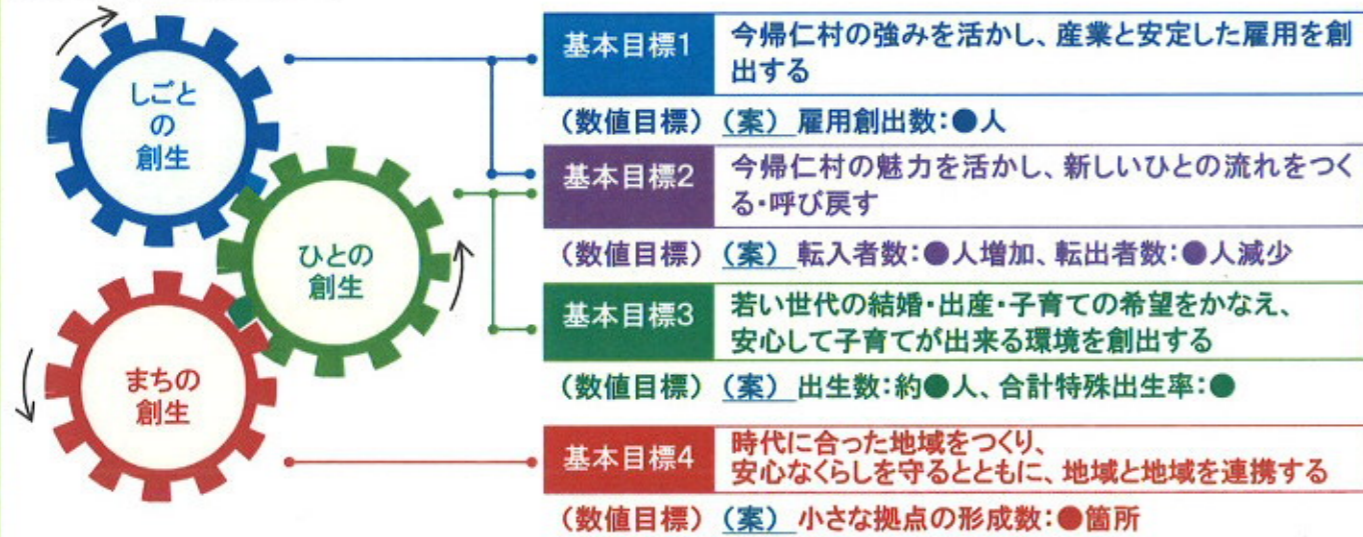 しごと
の
創生
ひとの
創生
まちの
創生
基本目標1
今帰仁村の強みを活かし、産業と安定した雇用を創
出する
(数値目標) (案) 雇用創出数:●人
基本目標2
今帰仁村の魅力を活かし、新しいひとの流れをつく
る・呼び戻す
(数値目標) (案) 転入者数:●人増加、転出者数:●人減少
基本目標3
若い世代の結婚・出産・子育ての希望をかなえ、
安心して子育てが出来る環境を創出する
(数値目標) (案) 出生数:約●人、合計特殊出生率:●
基本目標4
時代に合った地域をつくり、
安心なくらしを守るとともに、地域と地域を連携する
(数値目標) (案) 小さな拠点の形成数:●箇所